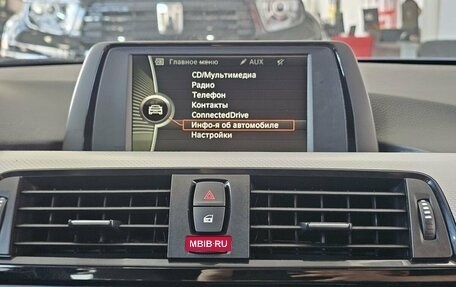 Главное меню
AUX
CD/Мультимедиа
Радио
Телефон
Контакты
ConnectedDrive
Инфо-я об автомобиле
Настройки
MBIB·RU